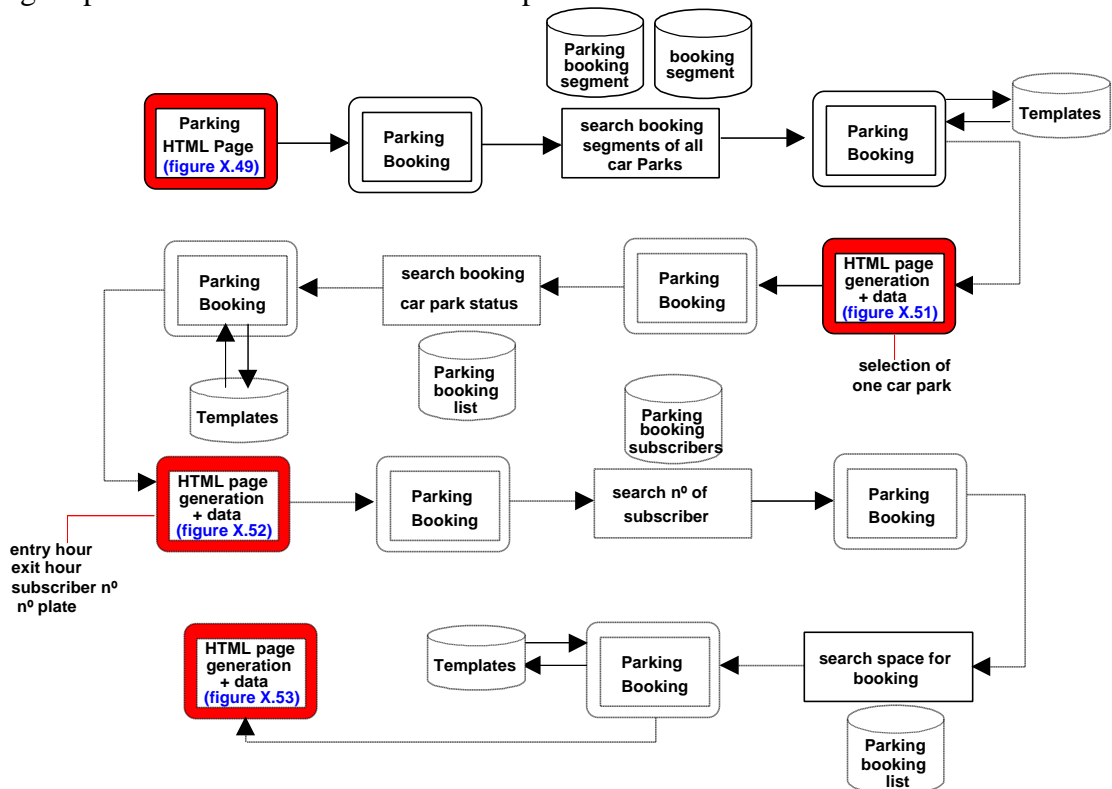 Parking
booking
segment
booking
segment
Parking
HTML Page
(figure X.49)
Parking
Booking
search booking
segments of all
car Parks
Parking
Booking
Templates
Parking
Booking
search booking
car park status
Parking
Booking
HTML page
generation
+ data
(figure X.51)
selection of
one car park
Parking
booking
list
Templates
Parking
booking
subscribers
HTML page
generation
+ data
(figure X.52)
Parking
Booking
search nº of
subscriber
Parking
Booking
entry hour
exit hour
subscriber nº
nº plate
HTML page
generation
+ data
(figure X.53)
Templates
Parking
Booking
search space for
booking
Parking
booking
list